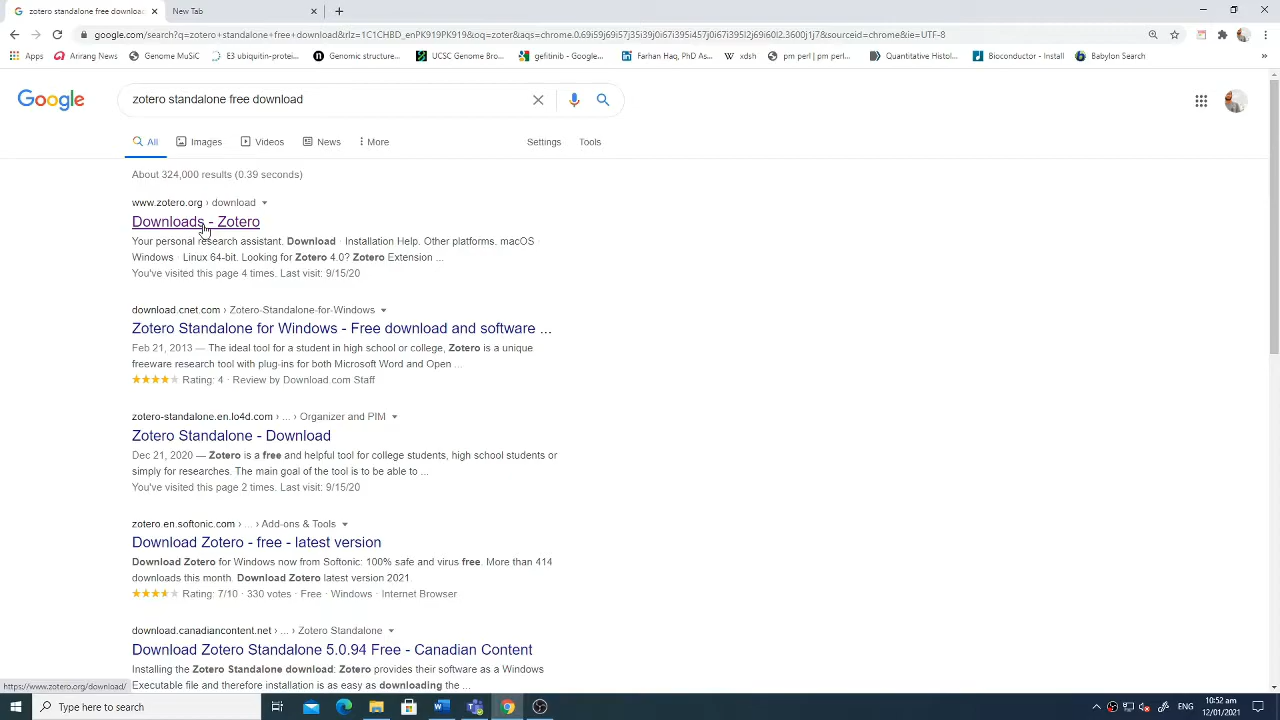 zotero standalone free downloa
New Tab
google.com/search?q=zotero+standalone+free+download&rlz=1C1CHBD_enPK919PK919&oq=zoter&aqs=chrome.0.69i59j69i57j35i39j0i67i395i457j0i67i395l2j69i60l2.3600j1j7&sourceid=chrome&ie=UTF-8
Apps
Arirang News
Genome MuSiC
E3 ubiquitin-protei...
Genomic structure...
UCSC Genome Bro...
gefitinib - Google...
Farhan Haq, PhD As...
xdsh
pm perl | pm perl...
Quantitative Histol...
Bioconductor - Install
Babylon Search
Google
zotero standalone free download
All
Images
Videos
News
More
Settings
Tools
About 324,000 results (0.39 seconds)
www.zotero.org › download
Downloads - Zotero
Your personal research assistant. Download · Installation Help. Other platforms. macOS ·
Windows · Linux 64-bit. Looking for Zotero 4.0? Zotero Extension ...
You've visited this page 4 times. Last visit: 9/15/20
download.cnet.com › Zotero-Standalone-for-Windows
Zotero Standalone for Windows - Free download and software ...
Feb 21, 2013 — The ideal tool for a student in high school or college, Zotero is a unique
freeware research tool with plug-ins for both Microsoft Word and Open ...
Rating: 4 · Review by Download.com Staff
zotero-standalone.en.lo4d.com › ... › Organizer and PIM
Zotero Standalone - Download
Dec 21, 2020 — Zotero is a free and helpful tool for college students, high school students or
simply for researches. The main goal of the tool is to be able to ...
You've visited this page 2 times. Last visit: 9/15/20
zotero.en.softonic.com › ... › Add-ons & Tools
Download Zotero - free - latest version
Download Zotero for Windows now from Softonic: 100% safe and virus free. More than 414
downloads this month. Download Zotero latest version 2021.
Rating: 7/10 · 330 votes · Free · Windows · Internet Browser
download.canadiancontent.net › ... › Zotero Standalone
Download Zotero Standalone 5.0.94 Free - Canadian Content
Installing the Zotero Standalone download: Zotero provides their software as a Windows
Executable file and therefore installation is as easy as downloading the ...
https://www.zotero.org/download/
Type here to search
ENG
10:52 am
12/01/2021